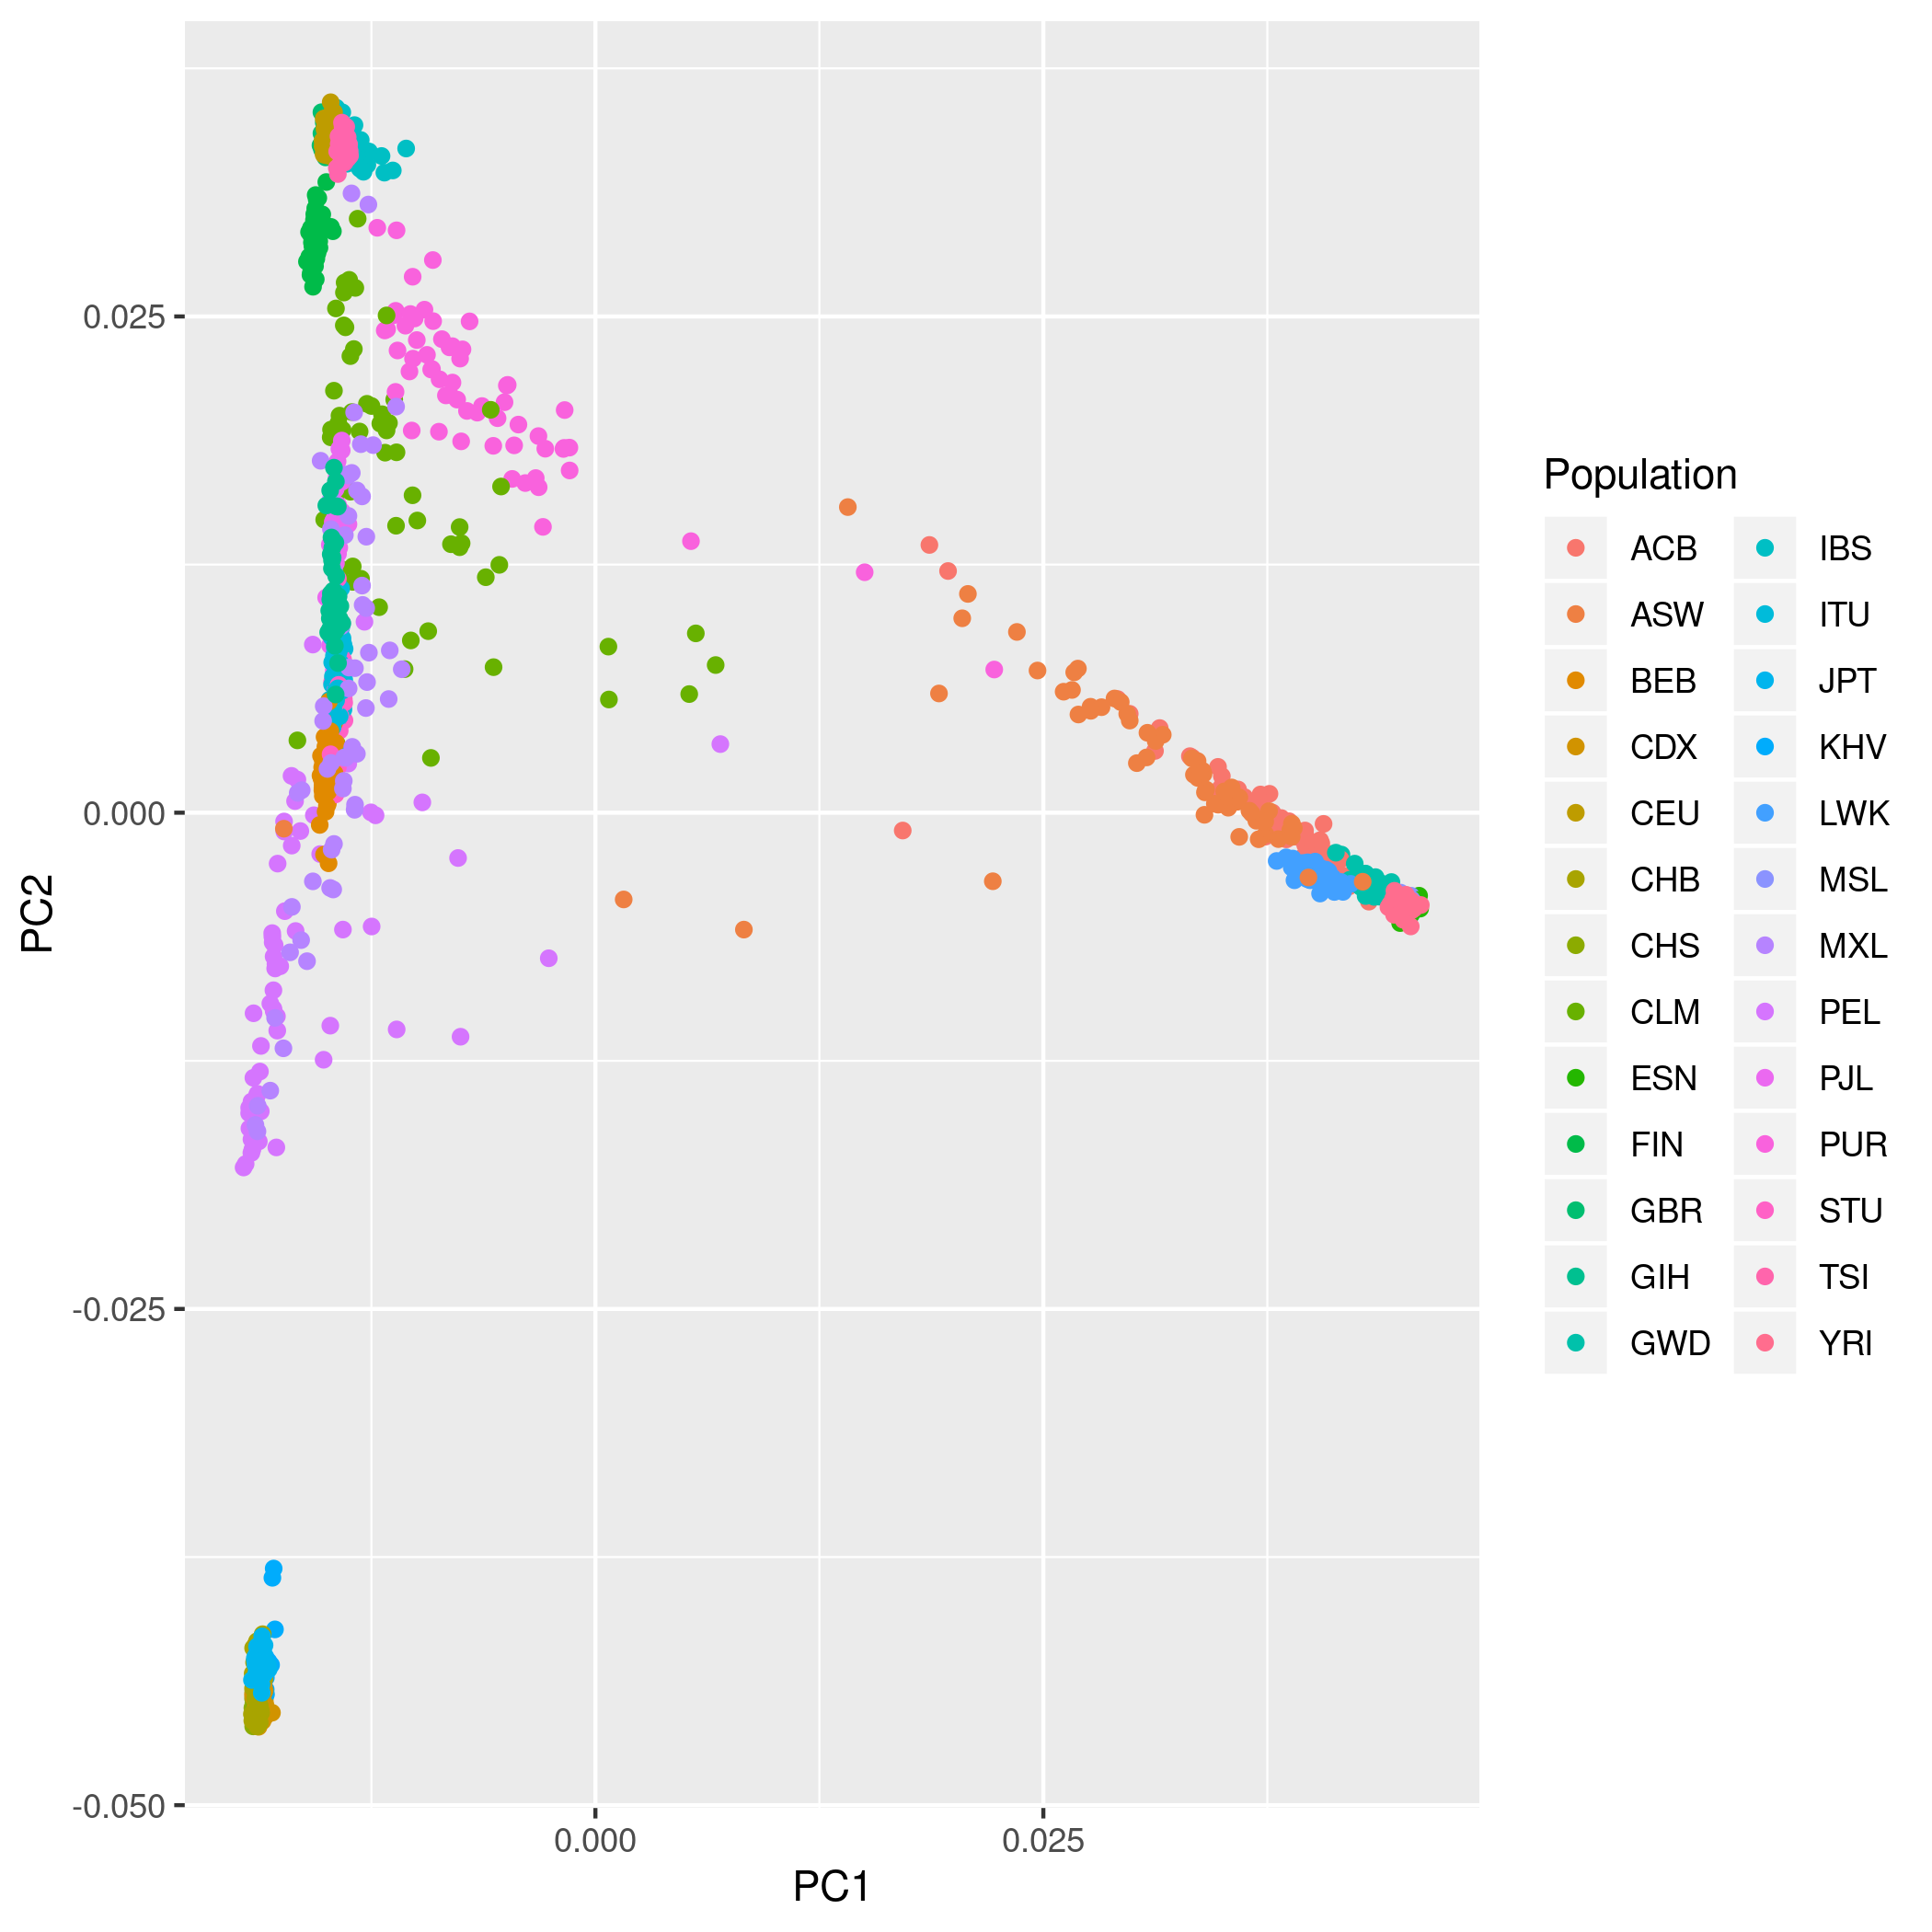 0.025
0.000
-0.025
-0.050
PC2
0.000
0.025
PC1
Population
ACB
ASW
BEB
CDX
CEU
CHB
CHS
CLM
ESN
FIN
GBR
GIH
GWD
IBS
ITU
JPT
KHV
LWK
MSL
MXL
PEL
PJL
PUR
STU
TSI
YRI